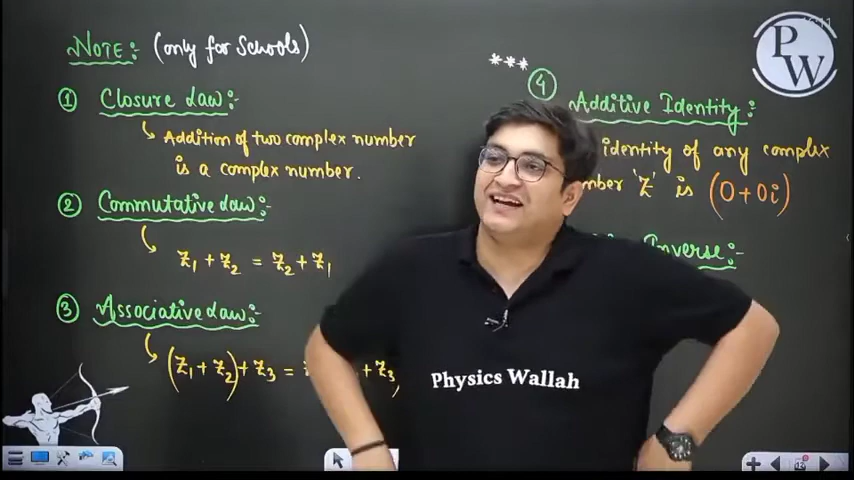 NOTE: (only for Schools)
① Closure Law:-
↳ Addition of two complex number
is a complex number.
② Commutative law:-
z₁ + z₂ = z₂ + z₁
③ Associative Law:-
(z₁ + z₂) + z₃ = + z₃,
***
④ Additive Identity:-
identity of any complex
'z' is (0+0i)
Inverse:-
PW
Physics Wallah